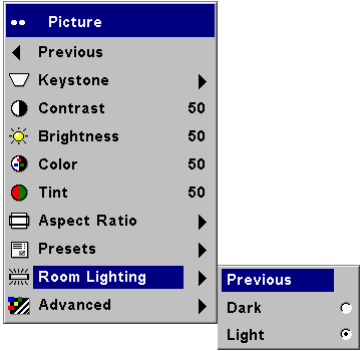 Picture
Previous
Keystone
Contrast 50
Brightness 50
Color 50
Tint 50
Aspect Ratio
Presets
Room Lighting
Advanced
Previous
Dark
Light